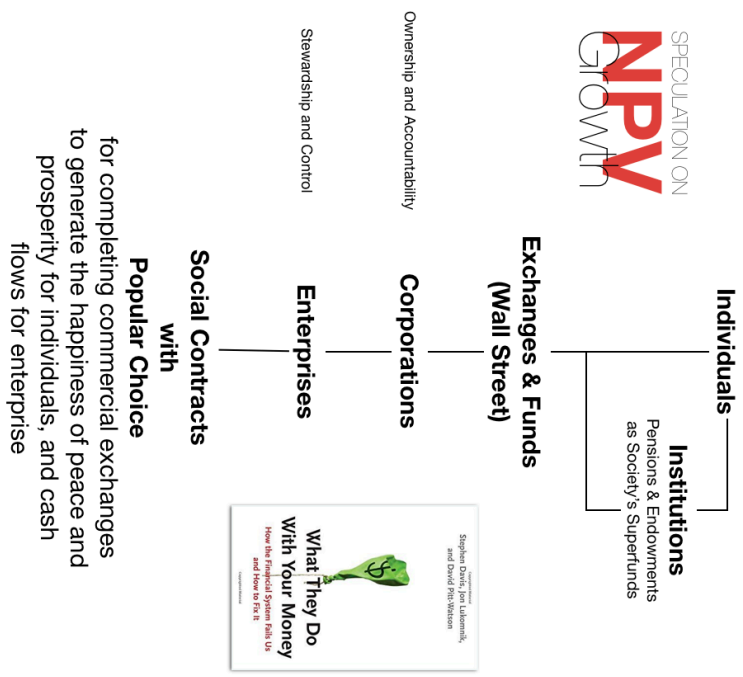 Individuals
Institutions
Pensions & Endowments
as Society's Superfunds
SPECULATION ON
NPV
Growth
Exchanges & Funds
(Wall Street)
Ownership and Accountability
Corporations
Stewardship and Control
Enterprises
Social Contracts
with
Popular Choice
for completing commercial exchanges
to generate the happiness of peace and
prosperity for individuals, and cash
flows for enterprise
Stephen Davis, Jon Lukomnik,
and David Pitt-Watson
$
What They Do
With Your Money
How the Financial System Fails Us
and How to Fix It